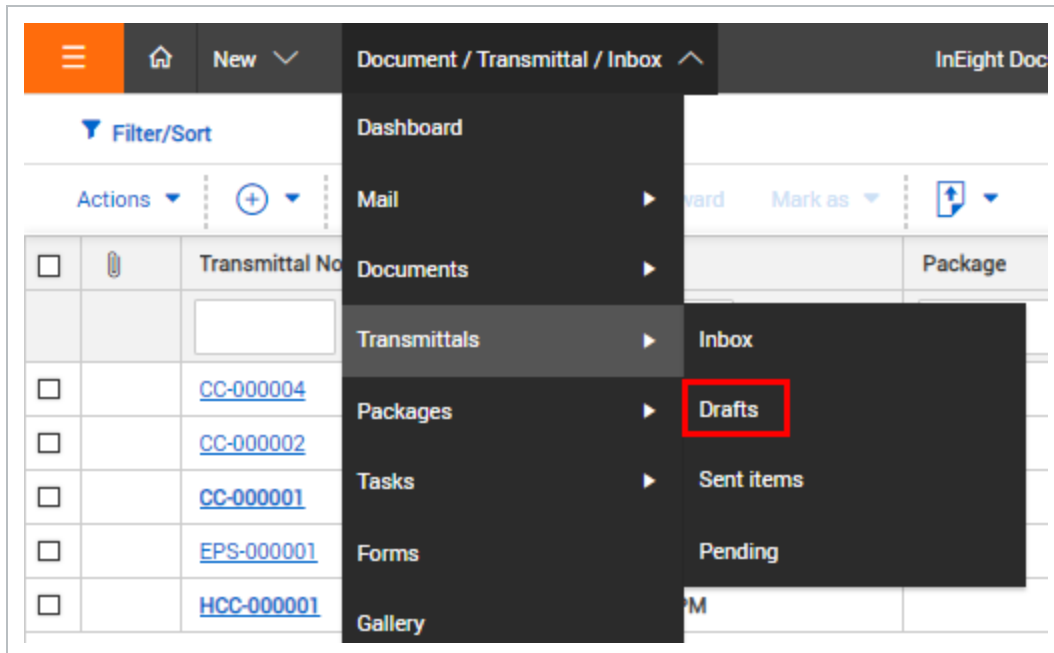 New
Document / Transmittal / Inbox
InEight Doc
Filter/Sort
Dashboard
Actions
Mail
Mark as
Transmittal No
Documents
Package
Transmittals
Inbox
CC-000004
Packages
Drafts
CC-000002
Tasks
Sent items
CC-000001
EPS-000001
Forms
Pending
HCC-000001
PM
Gallery